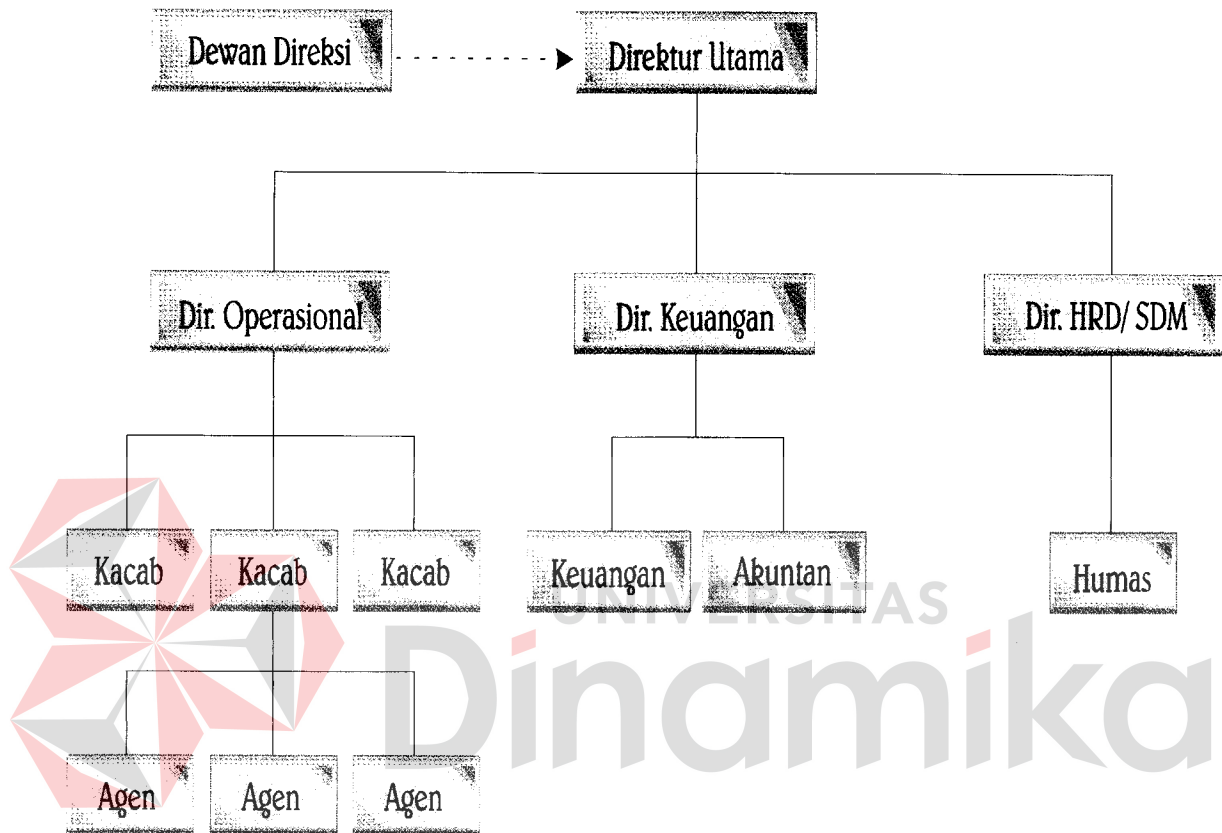 Dewan Direksi
Direktur Utama
Dir. Operasional
Dir. Keuangan
Dir. HRD/ SDM
Kacab
Kacab
Kacab
Keuangan
Akuntan
Humas
UNIVERSITAS
Dinamika
Agen
Agen
Agen